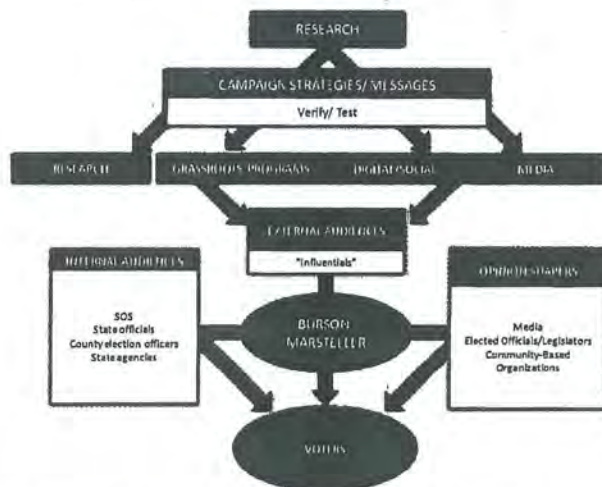 RESEARCH
CAMPAIGN STRATEGIES/ MESSAGES
Verify/ Test
RESEARCH
GRASSROOTS PROGRAMS
DIGITAL/SOCIAL
MEDIA
EXTERNAL AUDIENCES
"Influentials"
INTERNAL AUDIENCES
SOS
State officials
County election officers
State agencies
BURSON
MARSTELLER
OPINION SHAPERS
Media
Elected Officials/Legislators
Community-Based
Organizations
VOTERS